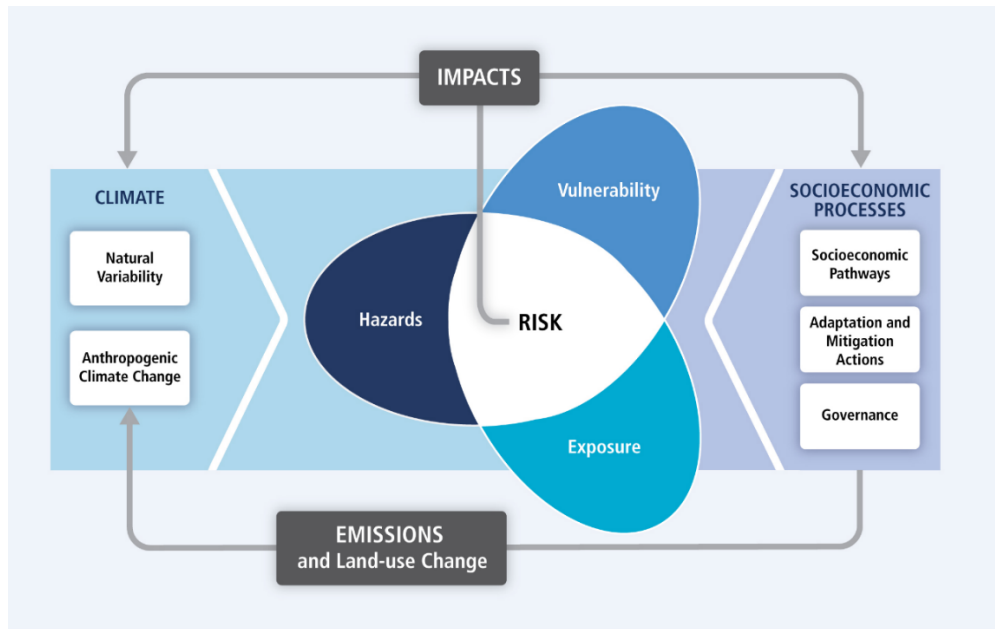 IMPACTS
CLIMATE
Natural
Variability
Anthropogenic
Climate Change
Vulnerability
Hazards
RISK
Exposure
SOCIOECONOMIC
PROCESSES
Socioeconomic
Pathways
Adaptation and
Mitigation
Actions
Governance
EMISSIONS
and Land-use Change